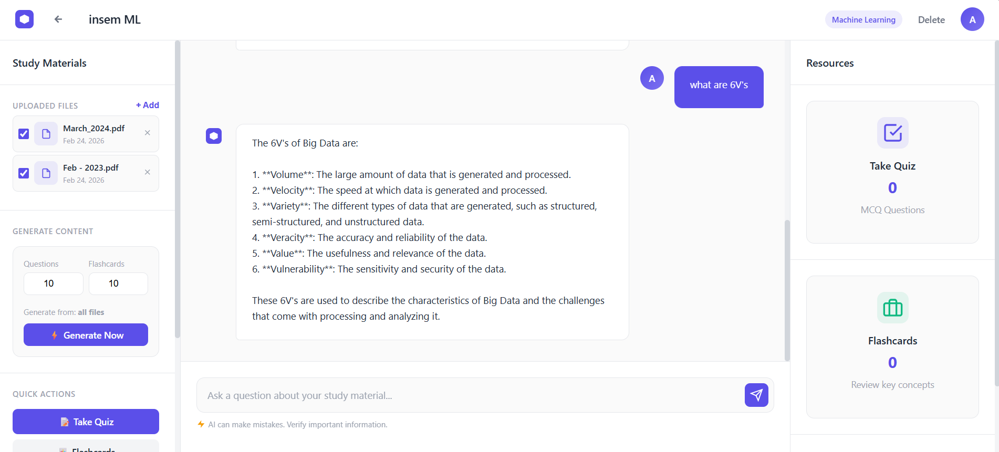 insem ML
Machine Learning
Delete
A
Study Materials
UPLOADED FILES
+ Add
March_2024.pdf
Feb 24, 2026
Feb - 2023.pdf
Feb 24, 2026
GENERATE CONTENT
Questions
Flashcards
10
10
Generate from: all files
Generate Now
QUICK ACTIONS
Take Quiz
Flashcards
A
what are 6V's
The 6V's of Big Data are:
1. **Volume**: The large amount of data that is generated and processed.
2. **Velocity**: The speed at which data is generated and processed.
3. **Variety**: The different types of data that are generated, such as structured,
semi-structured, and unstructured data.
4. **Veracity**: The accuracy and reliability of the data.
5. **Value**: The usefulness and relevance of the data.
6. **Vulnerability**: The sensitivity and security of the data.
These 6V's are used to describe the characteristics of Big Data and the challenges
that come with processing and analyzing it.
Ask a question about your study material...
AI can make mistakes. Verify important information.
Resources
Take Quiz
0
MCQ Questions
Flashcards
0
Review key concepts